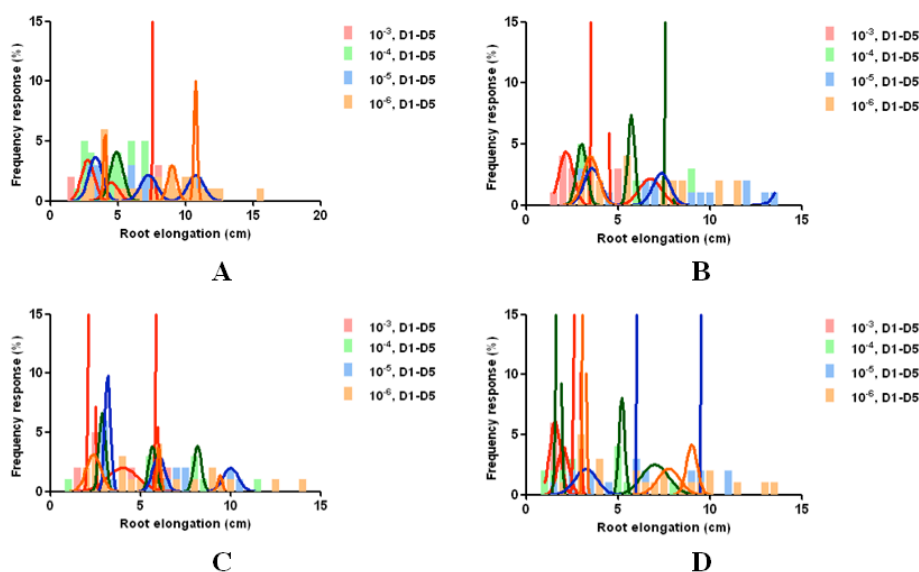 15
10
5
0
0
5
10
15
20
Frequency response (%)
Root elongation (cm)
10⁻³, D1-D5
10⁻⁴, D1-D5
10⁻⁵, D1-D5
10⁻⁶, D1-D5
A
15
10
5
0
0
5
10
15
Frequency response (%)
Root elongation (cm)
10⁻³, D1-D5
10⁻⁴, D1-D5
10⁻⁵, D1-D5
10⁻⁶, D1-D5
B
15
10
5
0
0
5
10
15
Frequency response (%)
Root elongation (cm)
10⁻³, D1-D5
10⁻⁴, D1-D5
10⁻⁵, D1-D5
10⁻⁶, D1-D5
C
15
10
5
0
0
5
10
15
Frequency response (%)
Root elongation (cm)
10⁻³, D1-D5
10⁻⁴, D1-D5
10⁻⁵, D1-D5
10⁻⁶, D1-D5
D